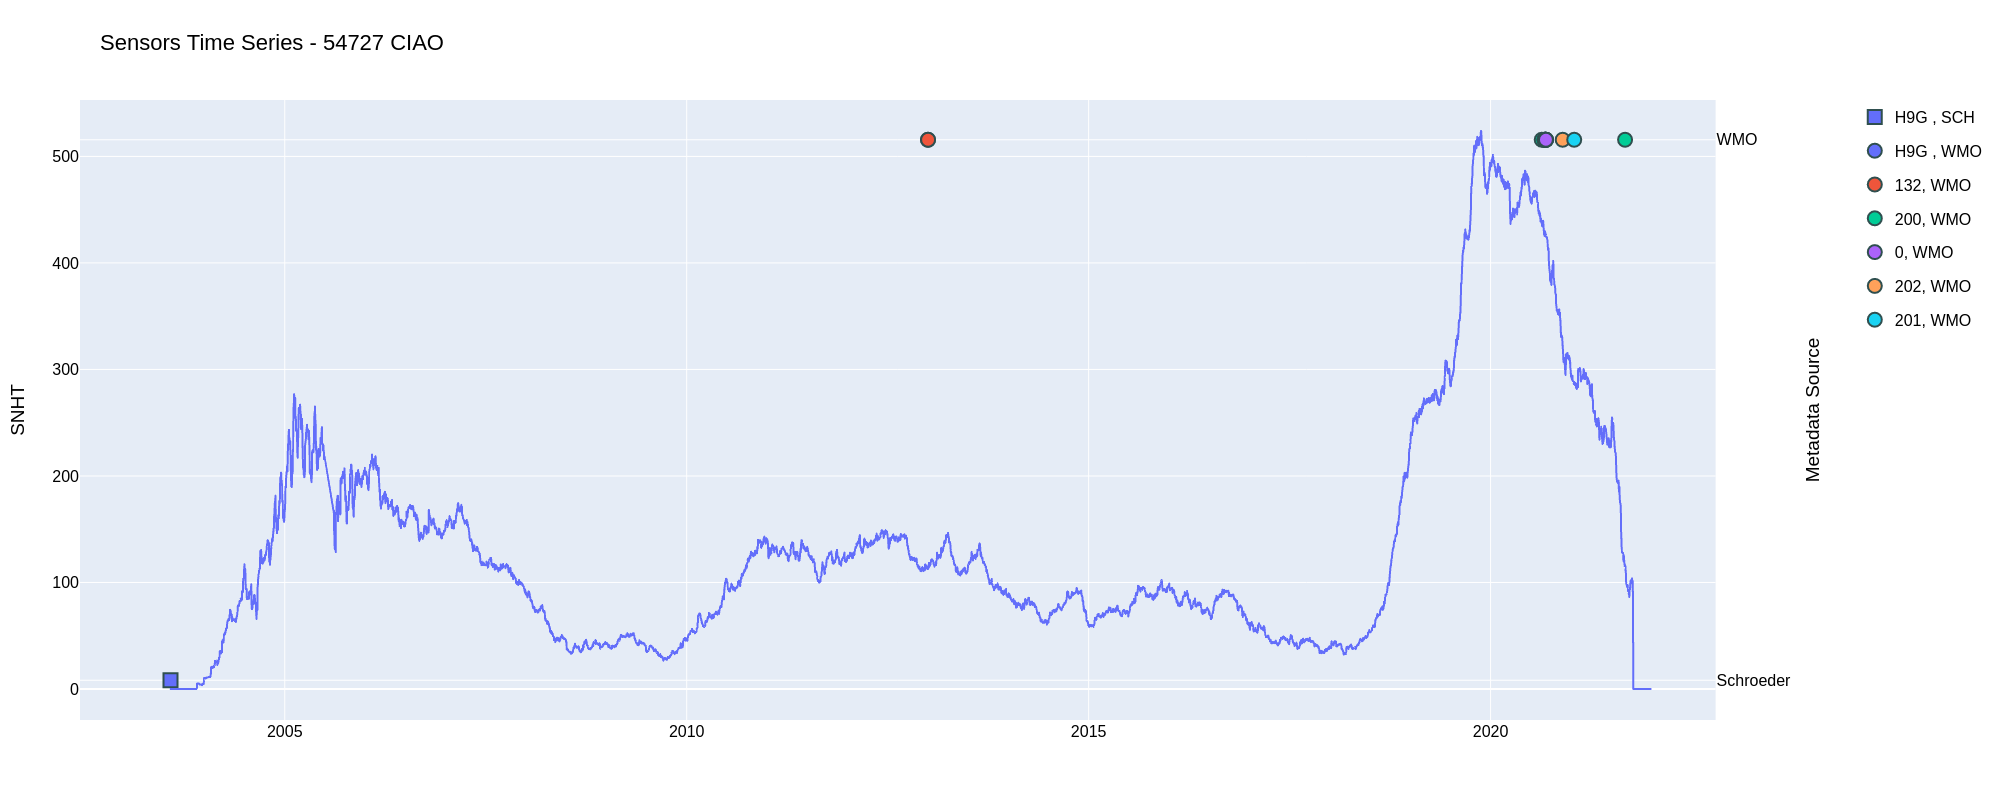 Sensors Time Series - 54727 CIAO
H9G , SCH
H9G , WMO
132, WMO
200, WMO
0, WMO
202, WMO
201, WMO
WMO
Schroeder
Metadata Source
SNHT
500
400
300
200
100
0
2005
2010
2015
2020